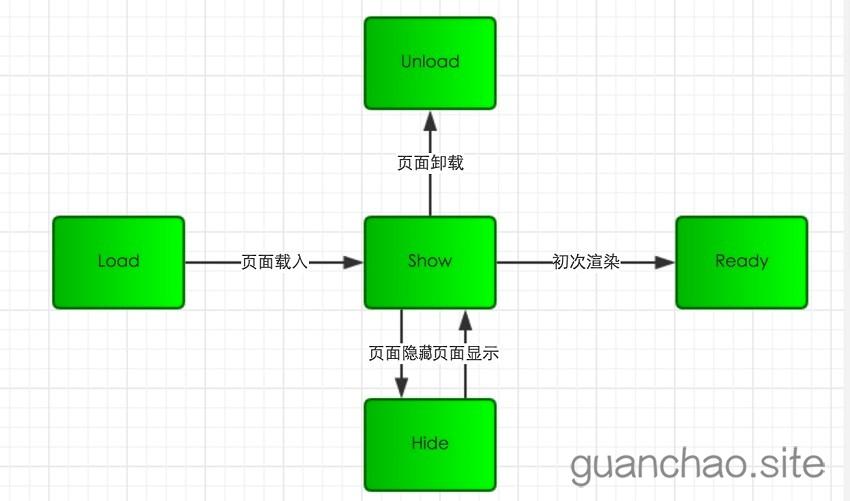 Unload
页面卸载
Load
页面载入
Show
初次渲染
Ready
页面隐藏
页面显示
Hide
guanchao.site